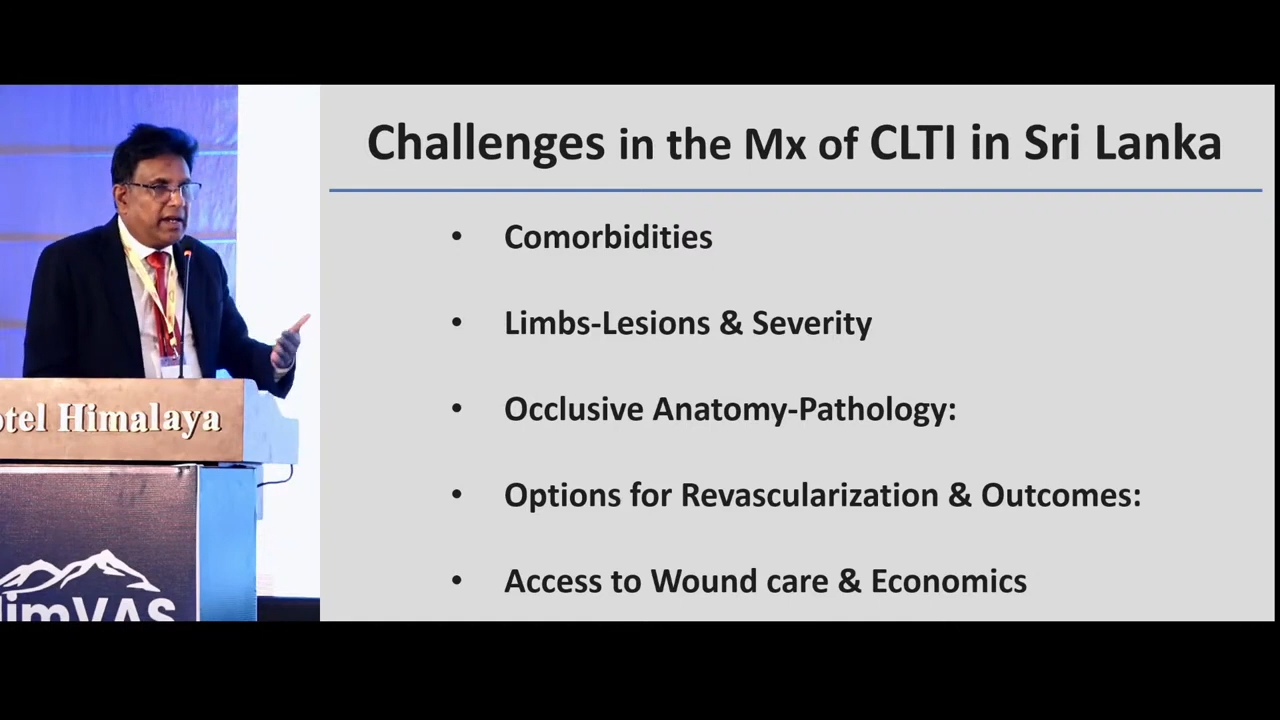 Challenges in the Mx of CLTI in Sri Lanka
• Comorbidities
• Limbs-Lesions & Severity
• Occlusive Anatomy-Pathology:
• Options for Revascularization & Outcomes:
• Access to Wound care & Economics
otel Himalaya
limVAS